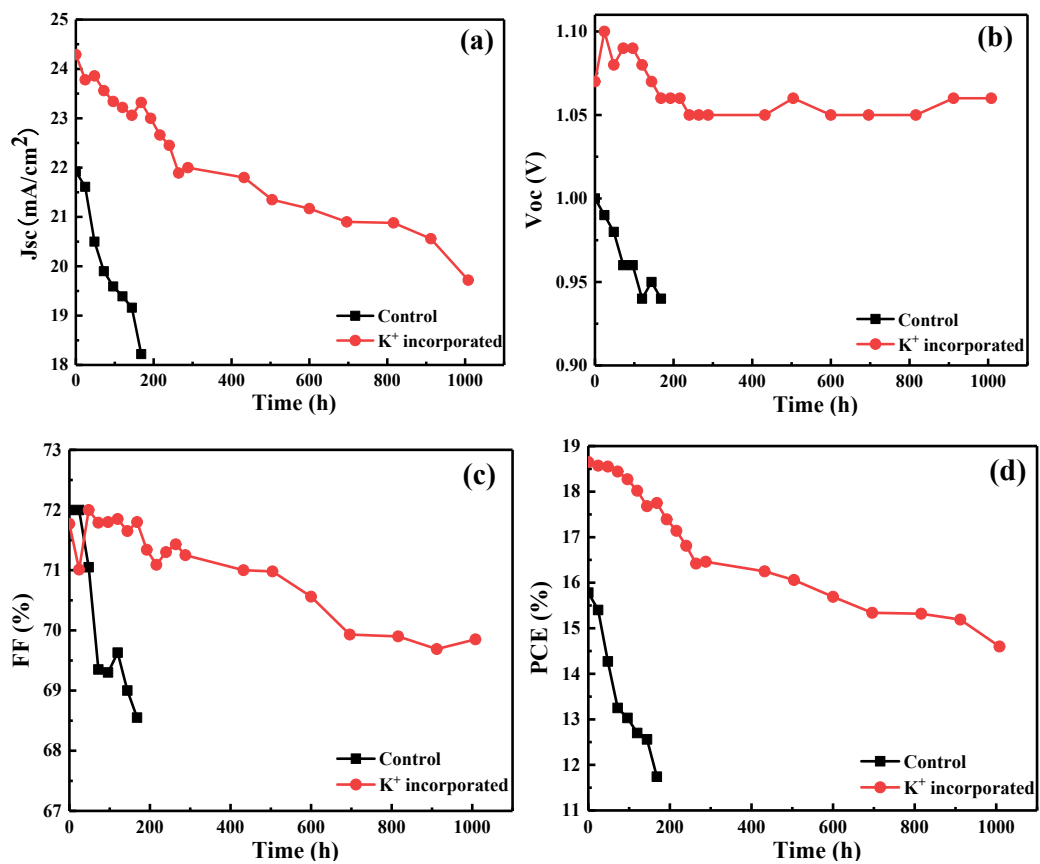 (a)
25
24
23
22
21
20
19
18
Jsc (mA/cm²)
0 200 400 600 800 1000
Time (h)
Control
K⁺ incorporated
(b)
1.10
1.05
1.00
0.95
0.90
Voc (V)
0 200 400 600 800 1000
Time (h)
Control
K⁺ incorporated
(c)
73
72
71
70
69
68
67
FF (%)
0 200 400 600 800 1000
Time (h)
Control
K⁺ incorporated
(d)
19
18
17
16
15
14
13
12
11
PCE (%)
0 200 400 600 800 1000
Time (h)
Control
K⁺ incorporated